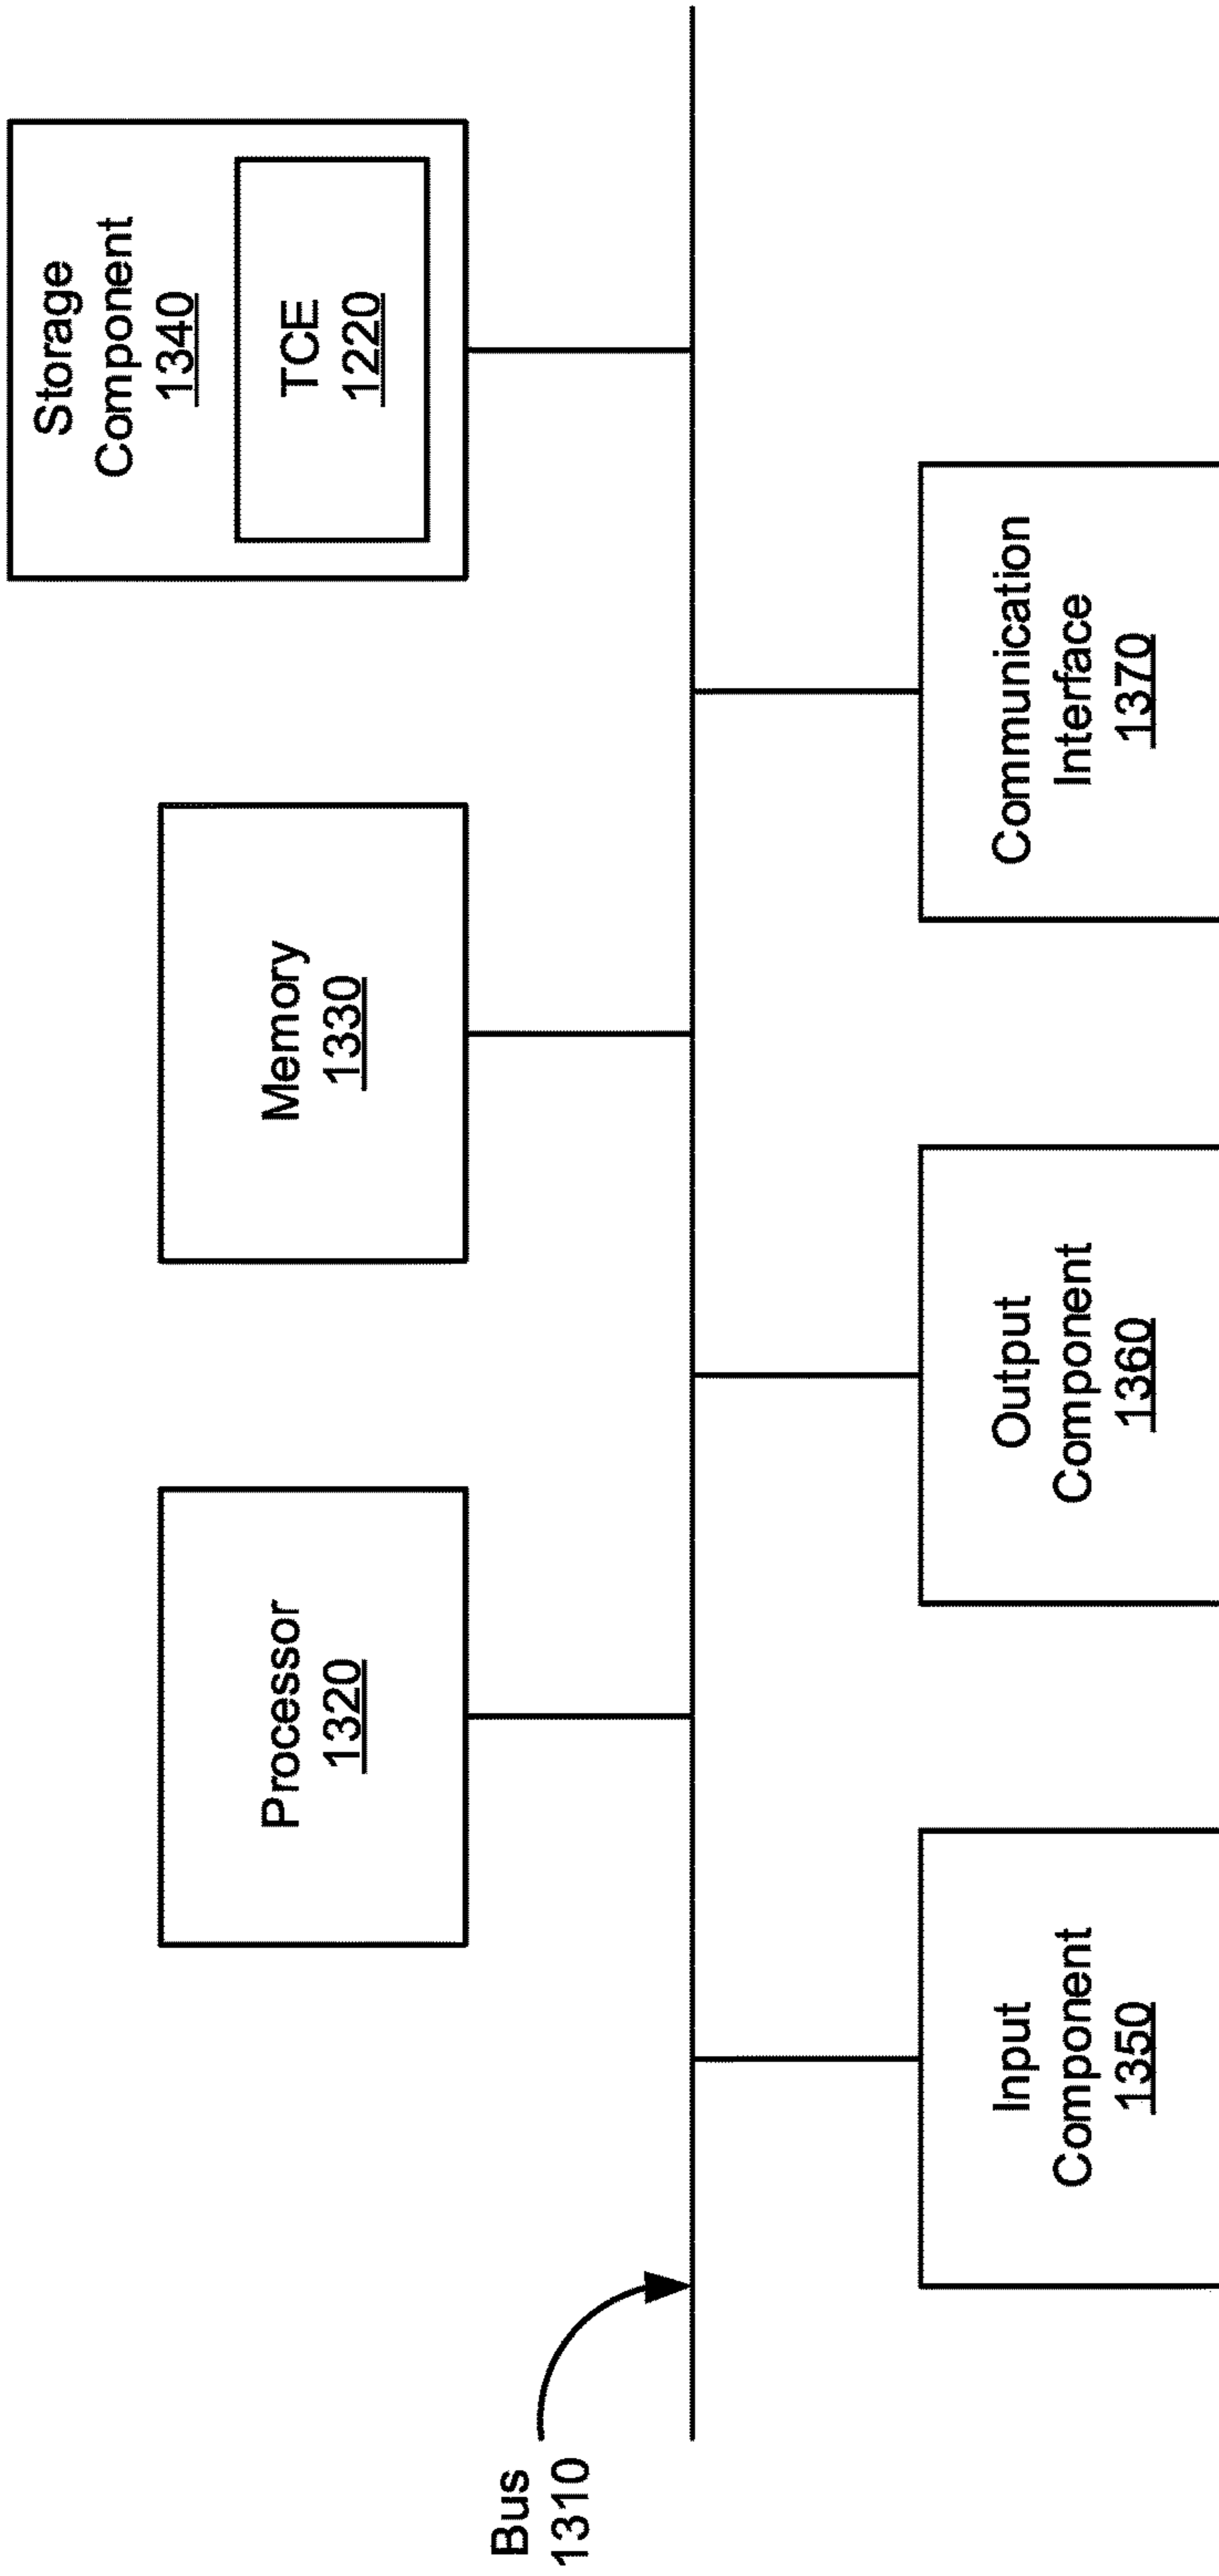 Processor
1320
Memory
1330
Storage
Component
1340
TCE
1220
Bus
1310
Input
Component
1350
Output
Component
1360
Communication
Interface
1370